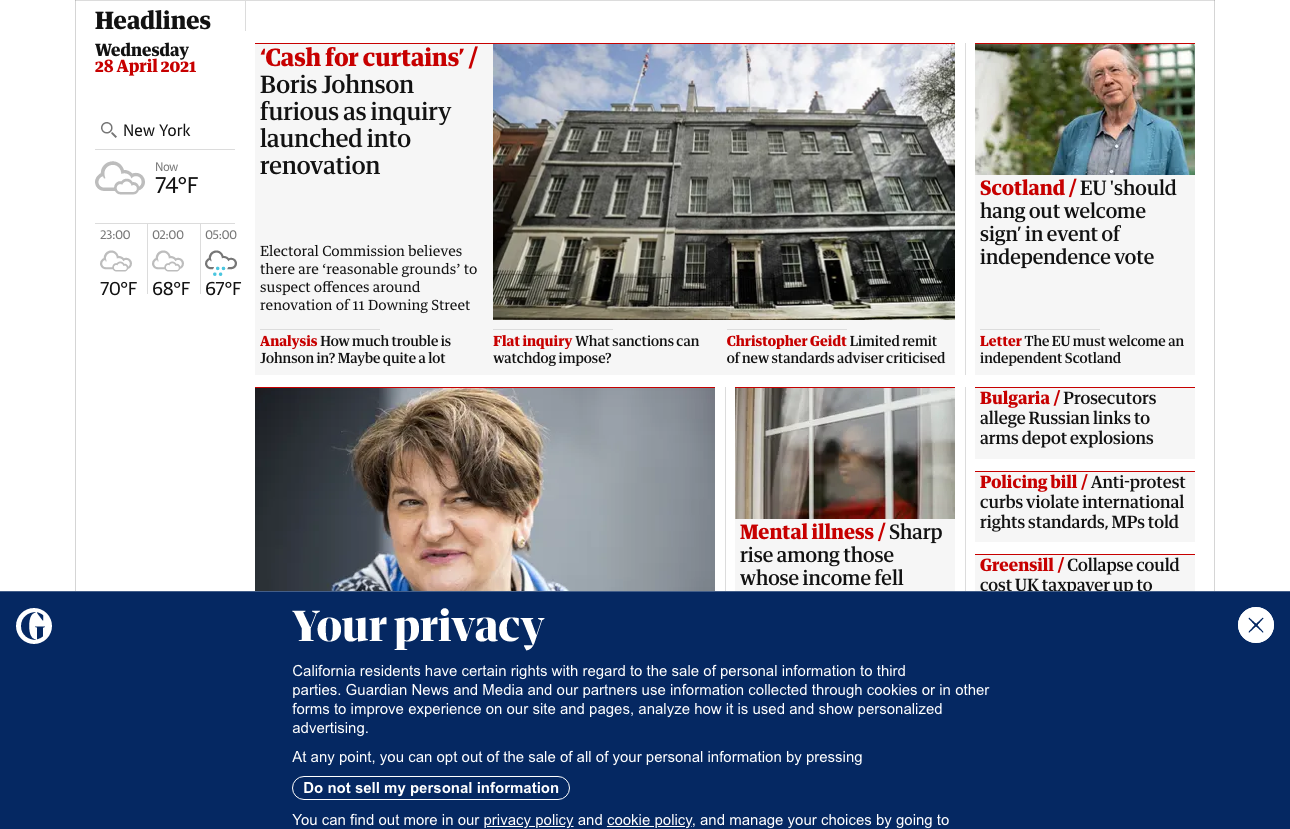 Headlines
Wednesday
28 April 2021
New York
Now
74°F
23:00
02:00
05:00
70°F
68°F
67°F
‘Cash for curtains’ /
Boris Johnson
furious as inquiry
launched into
renovation
Electoral Commission believes
there are ‘reasonable grounds’ to
suspect offences around
renovation of 11 Downing Street
Analysis How much trouble is
Johnson in? Maybe quite a lot
Flat inquiry What sanctions can
watchdog impose?
Christopher Geidt Limited remit
of new standards adviser criticised
Scotland / EU 'should
hang out welcome
sign’ in event of
independence vote
Letter The EU must welcome an
independent Scotland
Mental illness / Sharp
rise among those
whose income fell
Bulgaria / Prosecutors
allege Russian links to
arms depot explosions
Policing bill / Anti-protest
curbs violate international
rights standards, MPs told
Greensill / Collapse could
cost UK taxpayer up to
G
Your privacy
California residents have certain rights with regard to the sale of personal information to third
parties. Guardian News and Media and our partners use information collected through cookies or in other
forms to improve experience on our site and pages, analyze how it is used and show personalized
advertising.
At any point, you can opt out of the sale of all of your personal information by pressing
Do not sell my personal information
You can find out more in our privacy policy and cookie policy, and manage your choices by going to